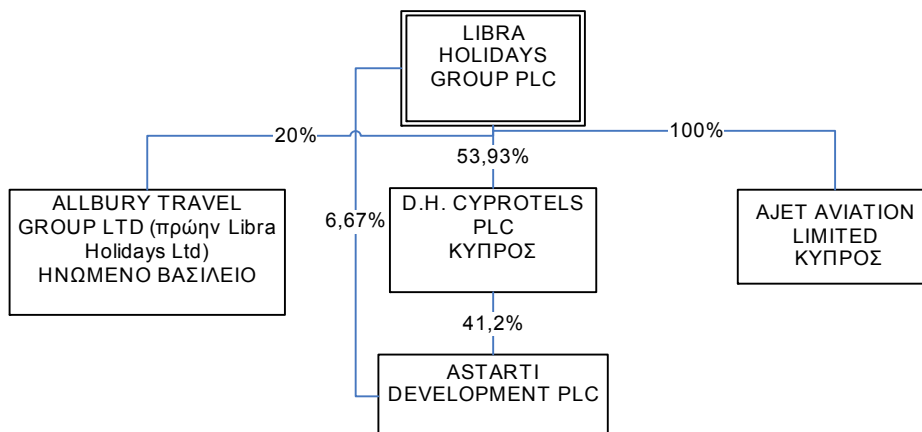 LIBRA
HOLIDAYS
GROUP PLC
20%
100%
53,93%
ALLBURY TRAVEL
GROUP LTD (πρώην Libra
Holidays Ltd)
ΗΝΩΜΕΝΟ ΒΑΣΙΛΕΙΟ
6,67%
D.H. CYPROTELS
PLC
ΚΥΠΡΟΣ
AJET AVIATION
LIMITED
ΚΥΠΡΟΣ
41,2%
ASTARTI
DEVELOPMENT PLC